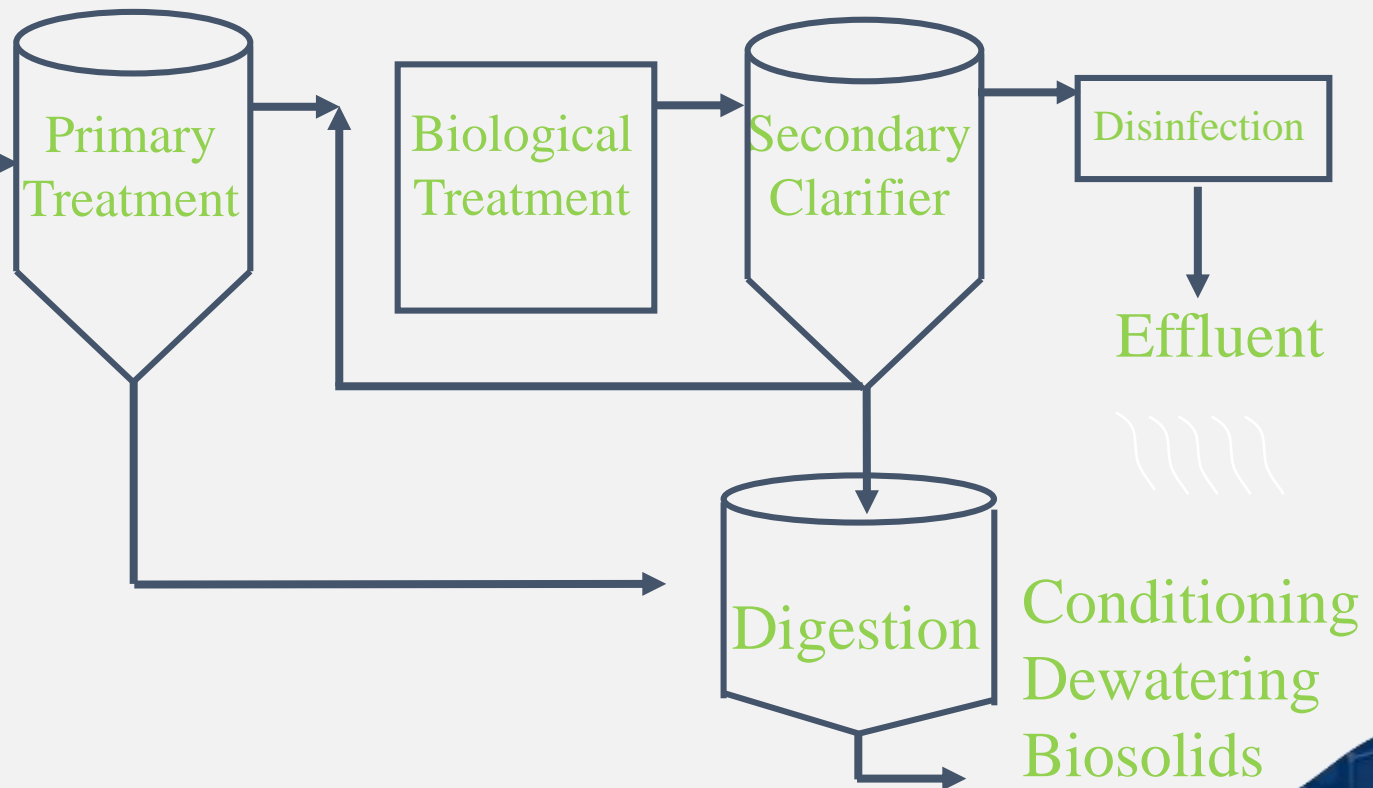 Primary
Treatment
Biological
Treatment
Secondary
Clarifier
Disinfection
Effluent
Digestion
Conditioning
Dewatering
Biosolids